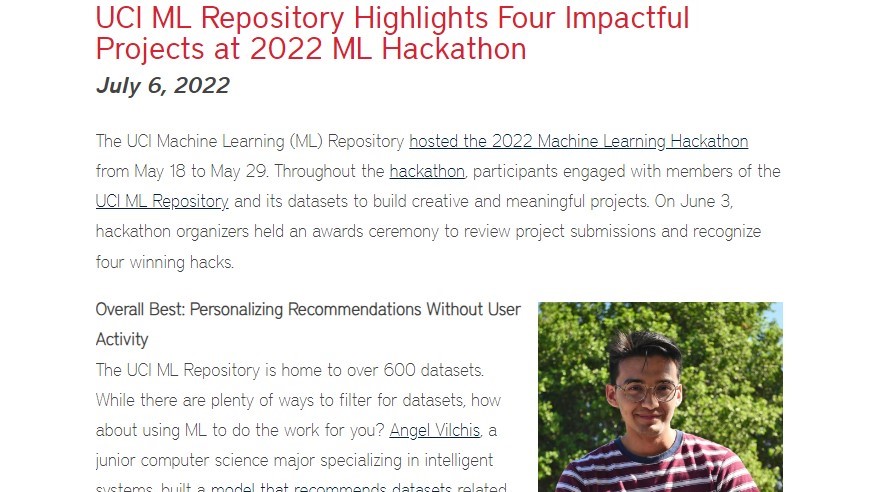 UCI ML Repository Highlights Four Impactful
Projects at 2022 ML Hackathon
July 6, 2022
The UCI Machine Learning (ML) Repository hosted the 2022 Machine Learning Hackathon
from May 18 to May 29. Throughout the hackathon, participants engaged with members of the
UCI ML Repository and its datasets to build creative and meaningful projects. On June 3,
hackathon organizers held an awards ceremony to review project submissions and recognize
four winning hacks.
Overall Best: Personalizing Recommendations Without User
Activity
The UCI ML Repository is home to over 600 datasets.
While there are plenty of ways to filter for datasets, how
about using ML to do the work for you? Angel Vilchis, a
junior computer science major specializing in intelligent
systems, built a model that recommends datasets related